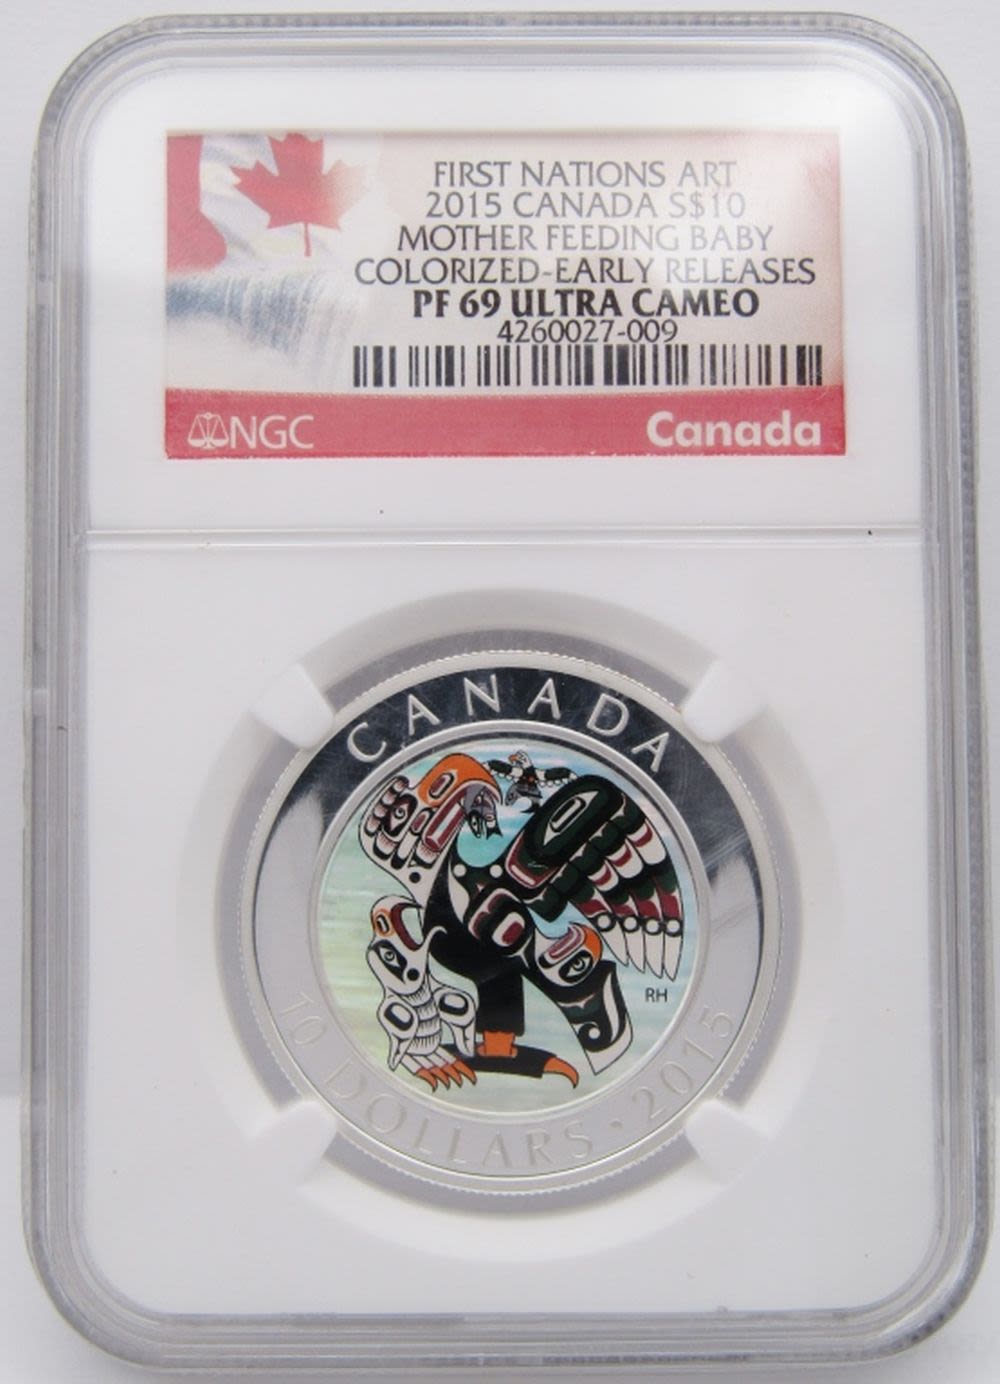 FIRST NATIONS ART
2015 CANADA S$10
MOTHER FEEDING BABY
COLORIZED-EARLY RELEASES
PF 69 ULTRA CAMEO
4260027-009
NGC
Canada
CANADA
RH
10 DOLLARS • 2015